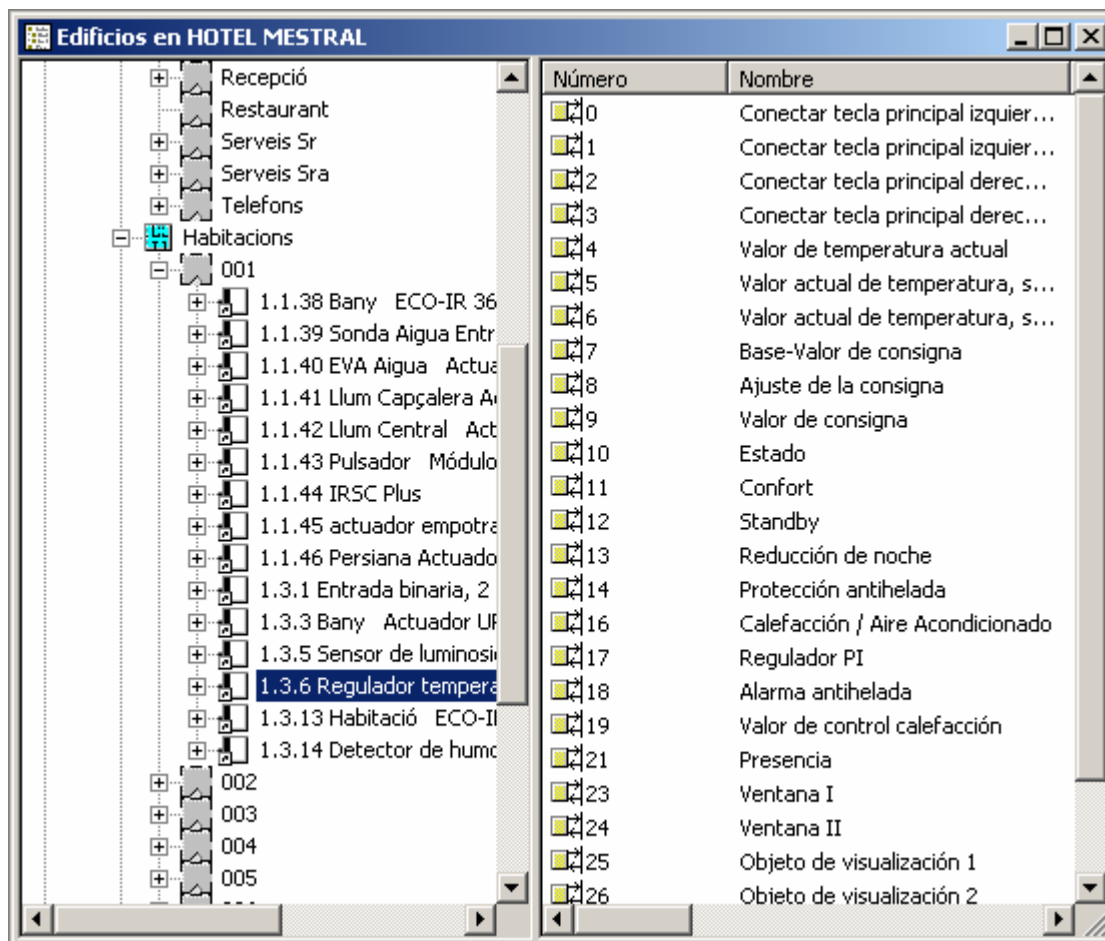 Edificios en HOTEL MESTRAL
Recepció
Restaurant
Serveis Sr
Serveis Sra
Telefons
Habitacions
001
1.1.38 Bany ECO-IR 36
1.1.39 Sonda Aigua Entr
1.1.40 EVA Aigua Actua
1.1.41 Llum Capçalera A
1.1.42 Llum Central Act
1.1.43 Pulsador Módulo
1.1.44 IRSC Plus
1.1.45 actuador empotra
1.1.46 Persiana Actuado
1.3.1 Entrada binaria, 2
1.3.3 Bany Actuador UP
1.3.5 Sensor de luminosi
1.3.6 Regulador tempera
1.3.13 Habitació ECO-I
1.3.14 Detector de humo
002
003
004
005
Número Nombre
0 Conectar tecla principal izquier...
1 Conectar tecla principal izquier...
2 Conectar tecla principal derec...
3 Conectar tecla principal derec...
4 Valor de temperatura actual
5 Valor actual de temperatura, s...
6 Valor actual de temperatura, s...
7 Base-Valor de consigna
8 Ajuste de la consigna
9 Valor de consigna
10 Estado
11 Confort
12 Standby
13 Reducción de noche
14 Protección antihelada
16 Calefacción / Aire Acondicionado
17 Regulador PI
18 Alarma antihelada
19 Valor de control calefacción
21 Presencia
23 Ventana I
24 Ventana II
25 Objeto de visualización 1
26 Objeto de visualización 2